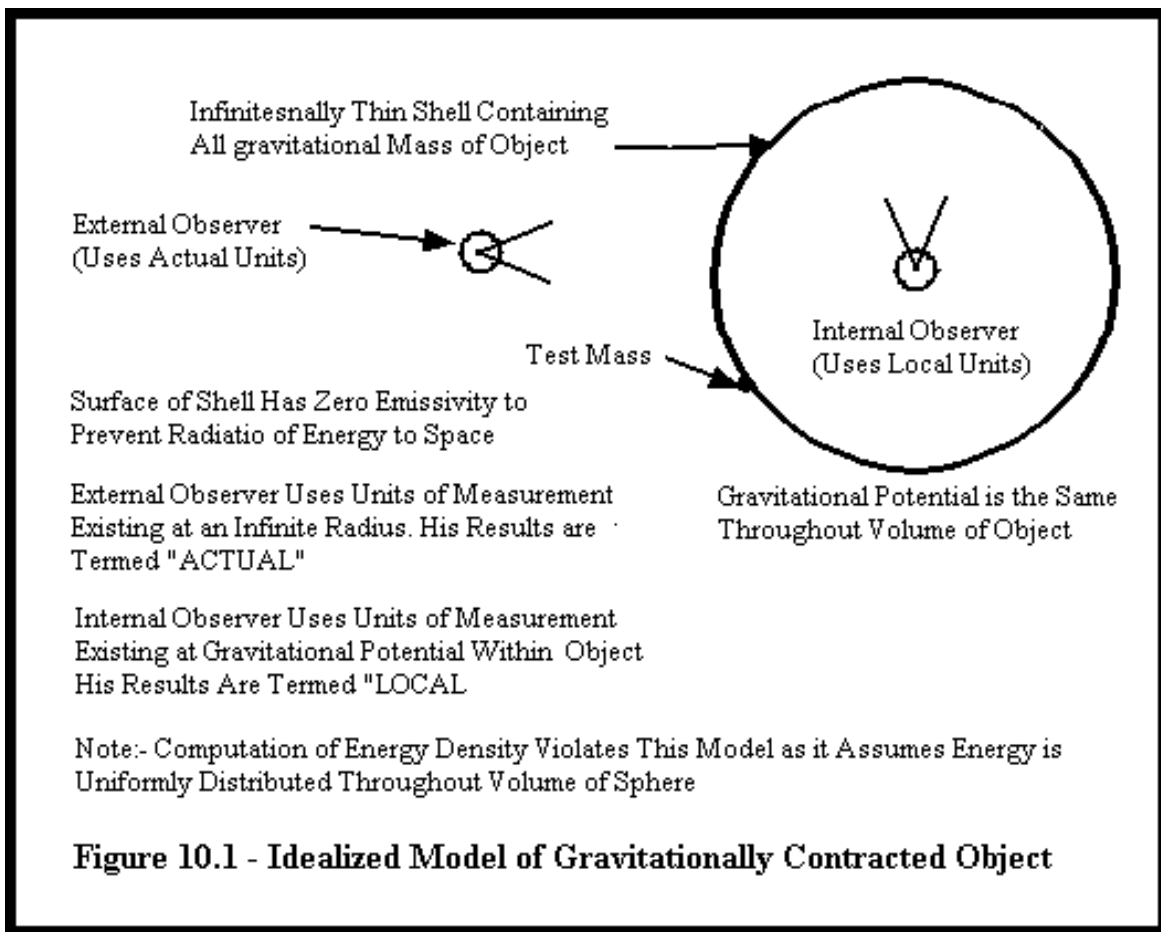 Infinitesnally Thin Shell Containing
All gravitational Mass of Object
External Observer
(Uses Actual Units)
Internal Observer
(Uses Local Units)
Test Mass
Surface of Shell Has Zero Emissivity to
Prevent Radiatio of Energy to Space
External Observer Uses Units of Measurement
Existing at an Infinite Radius. His Results are
Termed "ACTUAL"
Gravitational Potential is the Same
Throughout Volume of Object
Internal Observer Uses Units of Measurement
Existing at Gravitational Potential Within Object
His Results Are Termed "LOCAL
Note:- Computation of Energy Density Violates This Model as it Assumes Energy is
Uniformly Distributed Throughout Volume of Sphere
Figure 10.1 - Idealized Model of Gravitationally Contracted Object